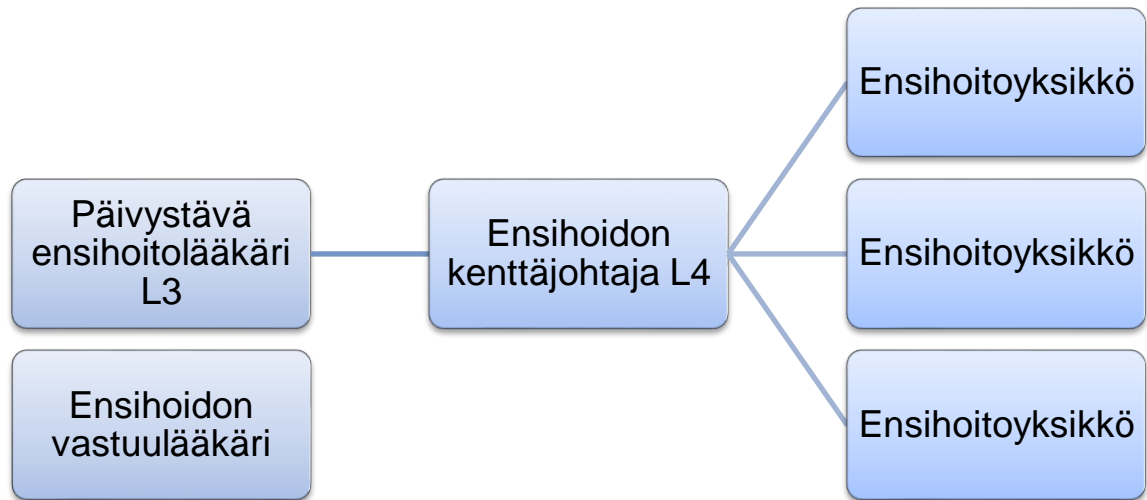 Päivystävä
ensihoitolääkäri
L3
Ensihoidon
vastuulääkäri
Ensihoidon
kenttäjohtaja L4
Ensihoitoyksikkö
Ensihoitoyksikkö
Ensihoitoyksikkö